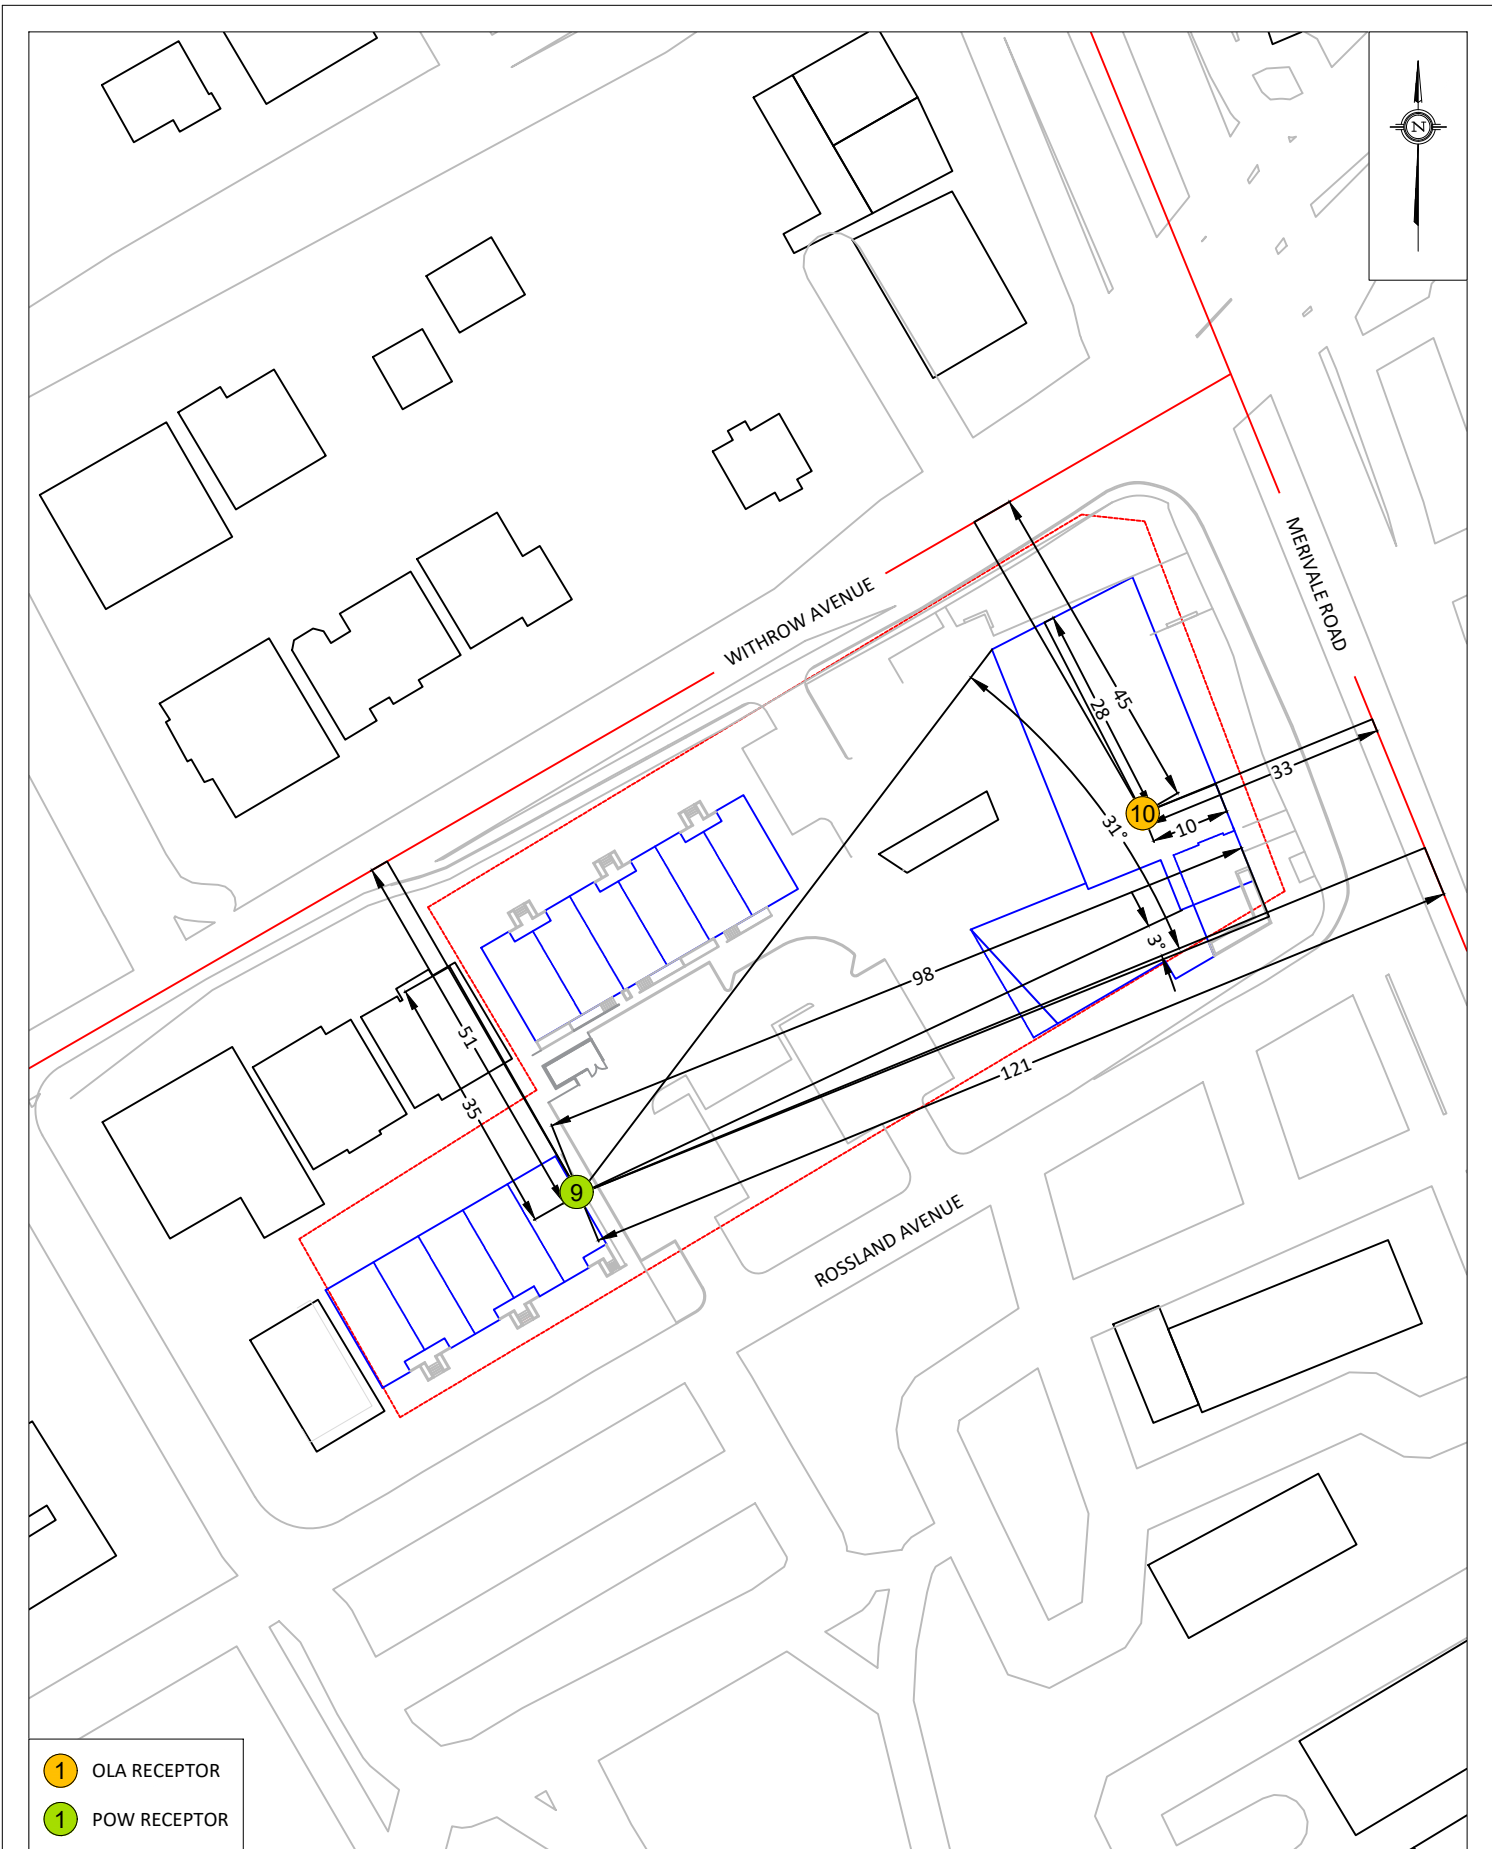 N
WITHROW AVENUE
MERIVALE ROAD
45
28
33
10
10
31°
3°
98
121
51
35
9
ROSSLAND AVENUE
1 OLA RECEPTOR
1 POW RECEPTOR